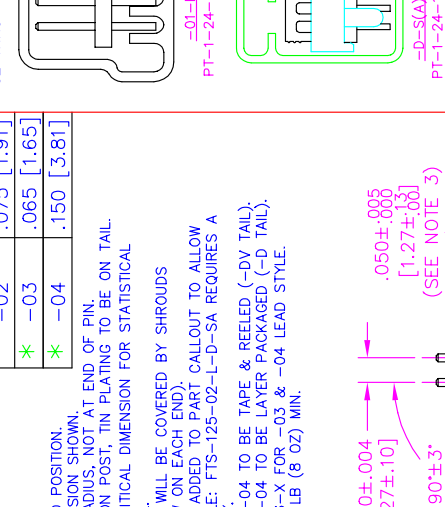 -01-
PT-1-24-
=D-S(A)
PT-1-24-
-02 .075 [1.91]
* -03 .065 [1.65]
* -04 .150 [3.81]
POSITION.
SHOWN.
NOT AT END OF PIN.
ON POST, TIN PLATING TO BE ON TAIL.
DIMENSION FOR STATISTICAL
WILL BE COVERED BY SHROUDS
ON EACH END).
ADDED TO PART CALLOUT TO ALLOW
E: FTS-125-02-L-D-SA REQUIRES A
-04 TO BE TAPE & REELED (-DV TAIL).
-04 TO BE LAYER PACKAGED (-D TAIL).
-X FOR -03 & -04 LEAD STYLE.
LB (8 OZ) MIN.
.050±.005
.000
[1.27±.13]
.00
(SEE NOTE 3)
0±.004
27±.10]
90°±3°